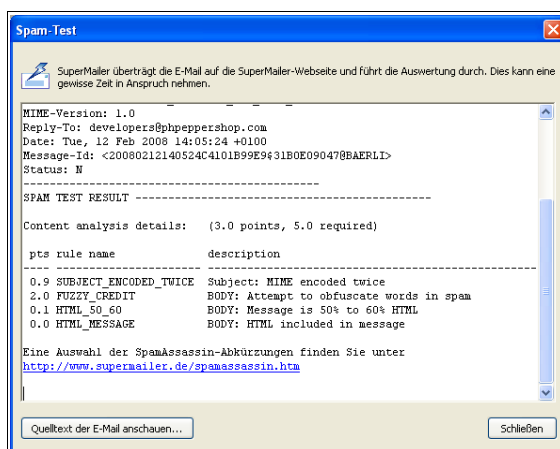 Spam-Test
SuperMailer überträgt die E-Mail auf die SuperMailer-Webseite und führt die Auswertung durch. Dies kann eine
gewisse Zeit in Anspruch nehmen.
MIME-Version: 1.0
Reply-To: developers@phpeppershop.com
Date: Tue, 12 Feb 2008 14:05:24 +0100
Message-Id: <20080212140524C4101B99E9$31B0E09047@BAERLI>
Status: N
------------------------------------------
SPAM TEST RESULT ------------------------------------------
Content analysis details: (3.0 points, 5.0 required)
pts rule name description
---- ---------------------- --------------------------------------------------
0.9 SUBJECT_ENCODED_TWICE Subject: MIME encoded twice
2.0 FUZZY_CREDIT BODY: Attempt to obfuscate words in spam
0.1 HTML_50_60 BODY: Message is 50% to 60% HTML
0.0 HTML_MESSAGE BODY: HTML included in message
Eine Auswahl der SpamAssassin-Abkürzungen finden Sie unter
http://www.supermailer.de/spamassassin.htm
Quelltext der E-Mail anschauen...
Schließen